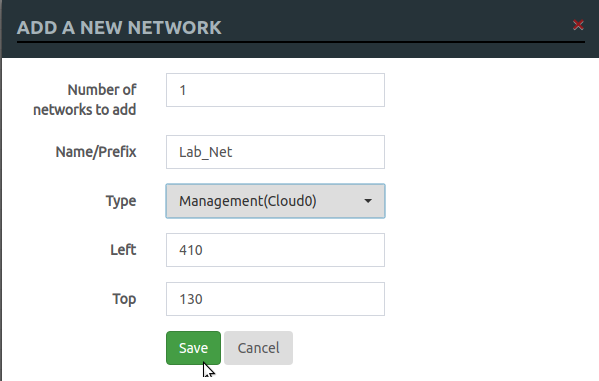 ADD A NEW NETWORK
Number of
networks to add
1
Name/Prefix
Lab_Net
Type
Management(Cloud0)
Left
410
Top
130
Save
Cancel